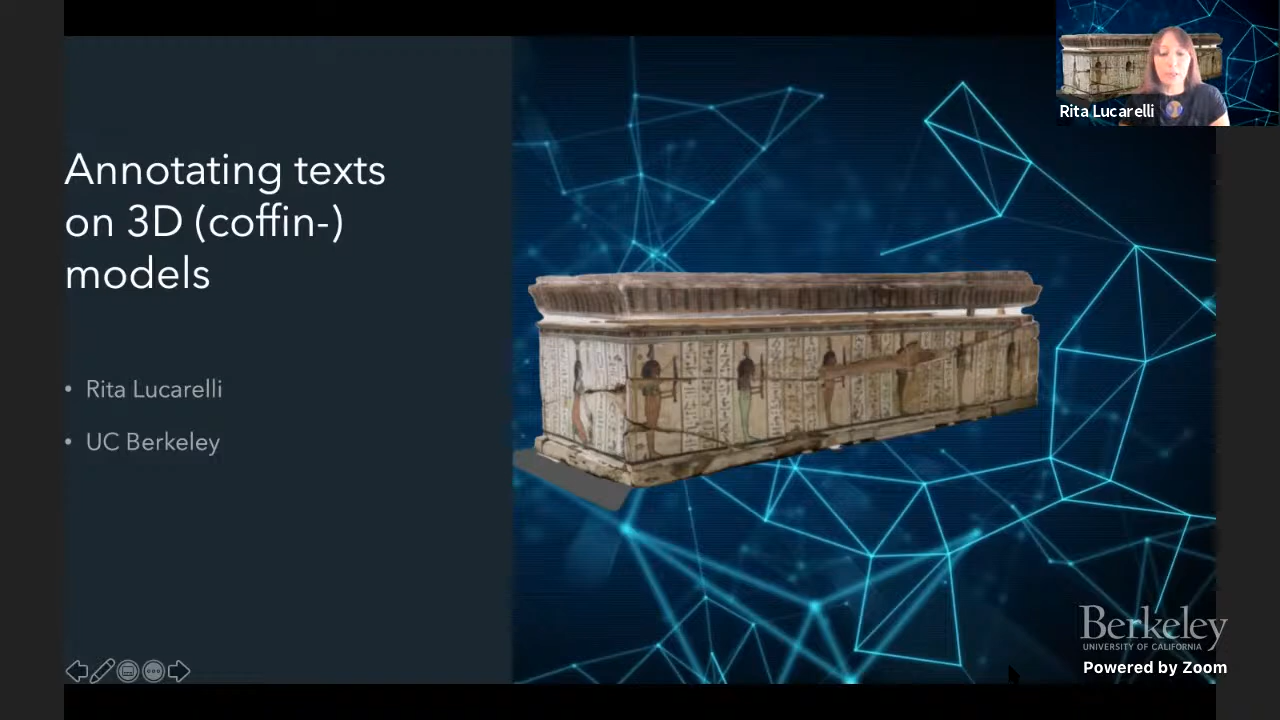 Rita Lucarelli
Annotating texts
on 3D (coffin-)
models
• Rita Lucarelli
• UC Berkeley
Berkeley
UNIVERSITY OF CALIFORNIA
Powered by Zoom